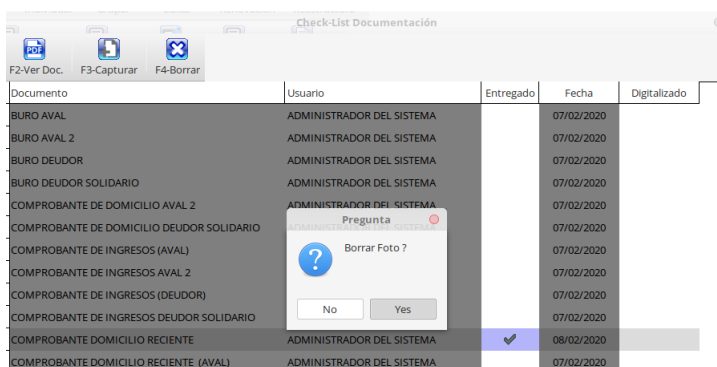 Check-List Documentación
PDF
F2-Ver Doc. F3-Capturar F4-Borrar
Documento Usuario Entregado Fecha Digitalizado
BURO AVAL ADMINISTRADOR DEL SISTEMA 07/02/2020
BURO AVAL 2 ADMINISTRADOR DEL SISTEMA 07/02/2020
BURO DEUDOR ADMINISTRADOR DEL SISTEMA 07/02/2020
BURO DEUDOR SOLIDARIO ADMINISTRADOR DEL SISTEMA 07/02/2020
COMPROBANTE DE DOMICILIO AVAL 2 ADMINISTRADOR DEL SISTEMA 07/02/2020
COMPROBANTE DE DOMICILIO DEUDOR SOLIDARIO ADMINISTRADOR DEL SISTEMA 07/02/2020
COMPROBANTE DE INGRESOS (AVAL) 07/02/2020
COMPROBANTE DE INGRESOS AVAL 2 07/02/2020
COMPROBANTE DE INGRESOS (DEUDOR) 07/02/2020
COMPROBANTE DE INGRESOS DEUDOR SOLIDARIO 07/02/2020
COMPROBANTE DOMICILIO RECIENTE ADMINISTRADOR DEL SISTEMA 08/02/2020
COMPROBANTE DOMICILIO RECIENTE (AVAL) ADMINISTRADOR DEL SISTEMA 07/02/2020
Pregunta
Borrar Foto ?
No Yes